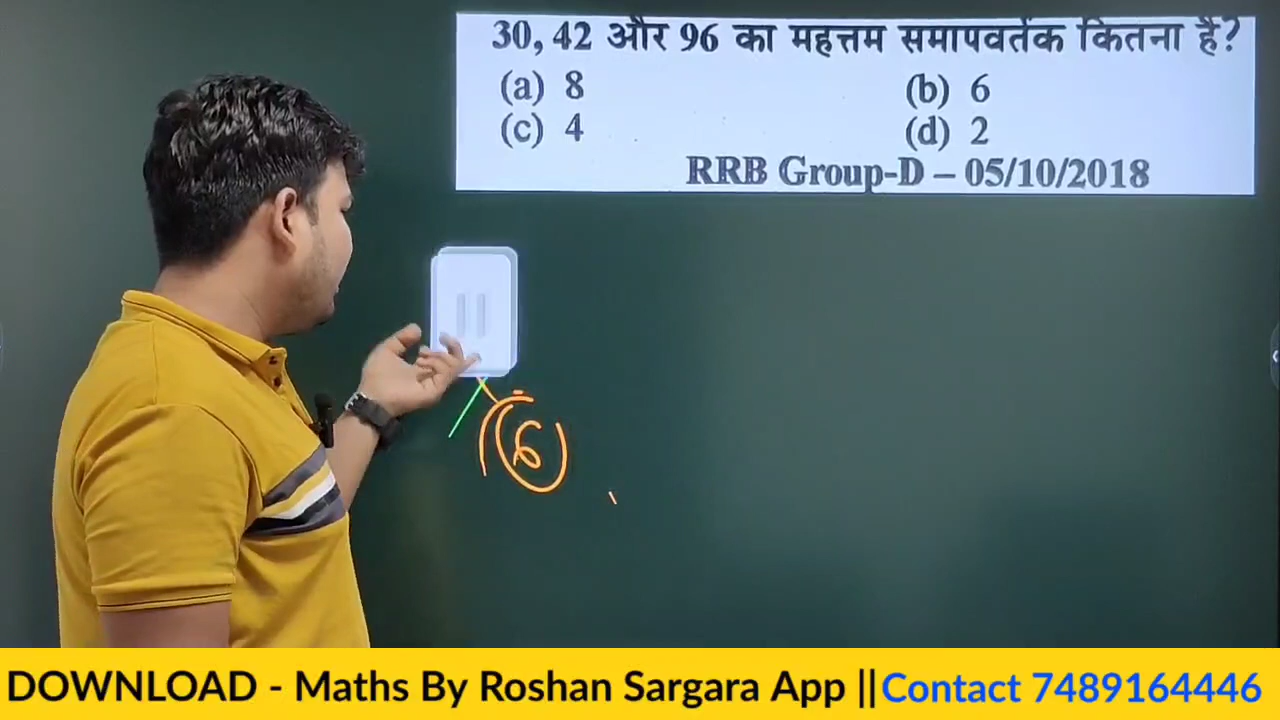 30, 42 और 96 का महत्तम समापवर्तक कितना है?
(a) 8 (b) 6
(c) 4 (d) 2
RRB Group-D – 05/10/2018
6
DOWNLOAD - Maths By Roshan Sargara App || Contact 7489164446